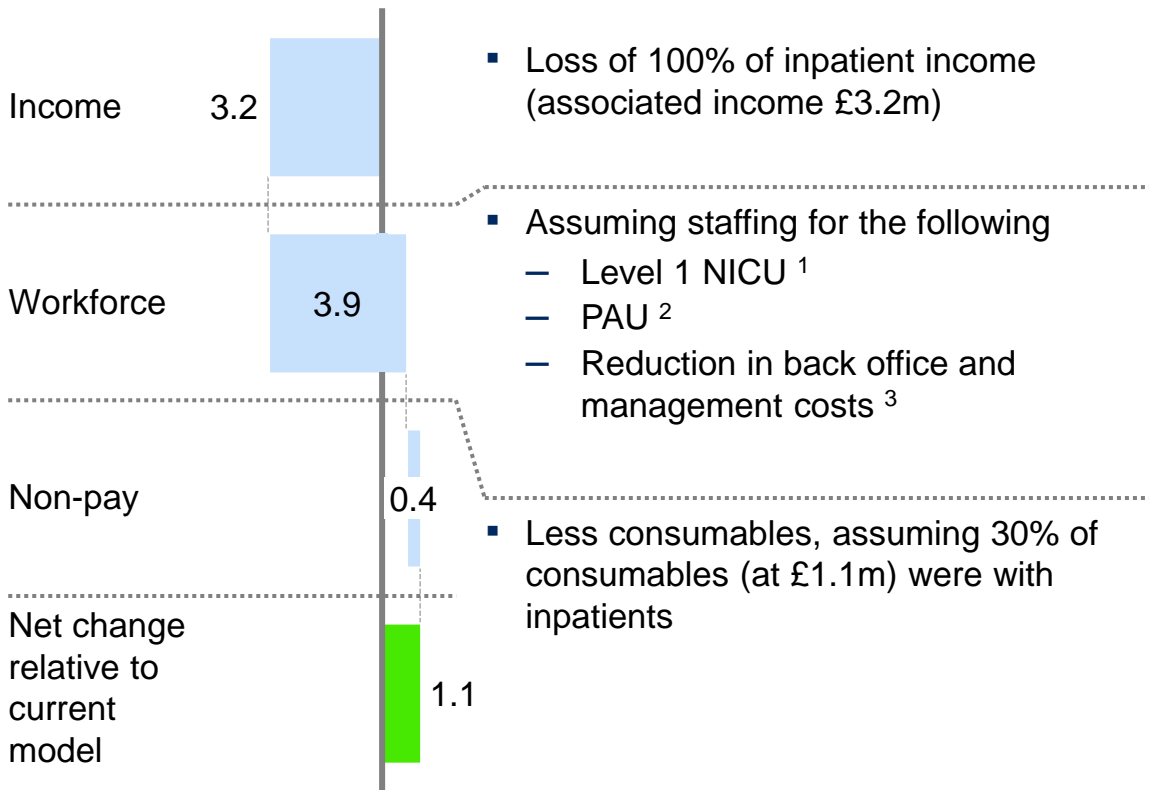 Income
3.2
▪ Loss of 100% of inpatient income
(associated income £3.2m)
Workforce
3.9
▪ Assuming staffing for the following
– Level 1 NICU ¹
– PAU ²
– Reduction in back office and
management costs ³
Non-pay
0.4
▪ Less consumables, assuming 30% of
consumables (at £1.1m) were with
inpatients
Net change
relative to
current
model
1.1